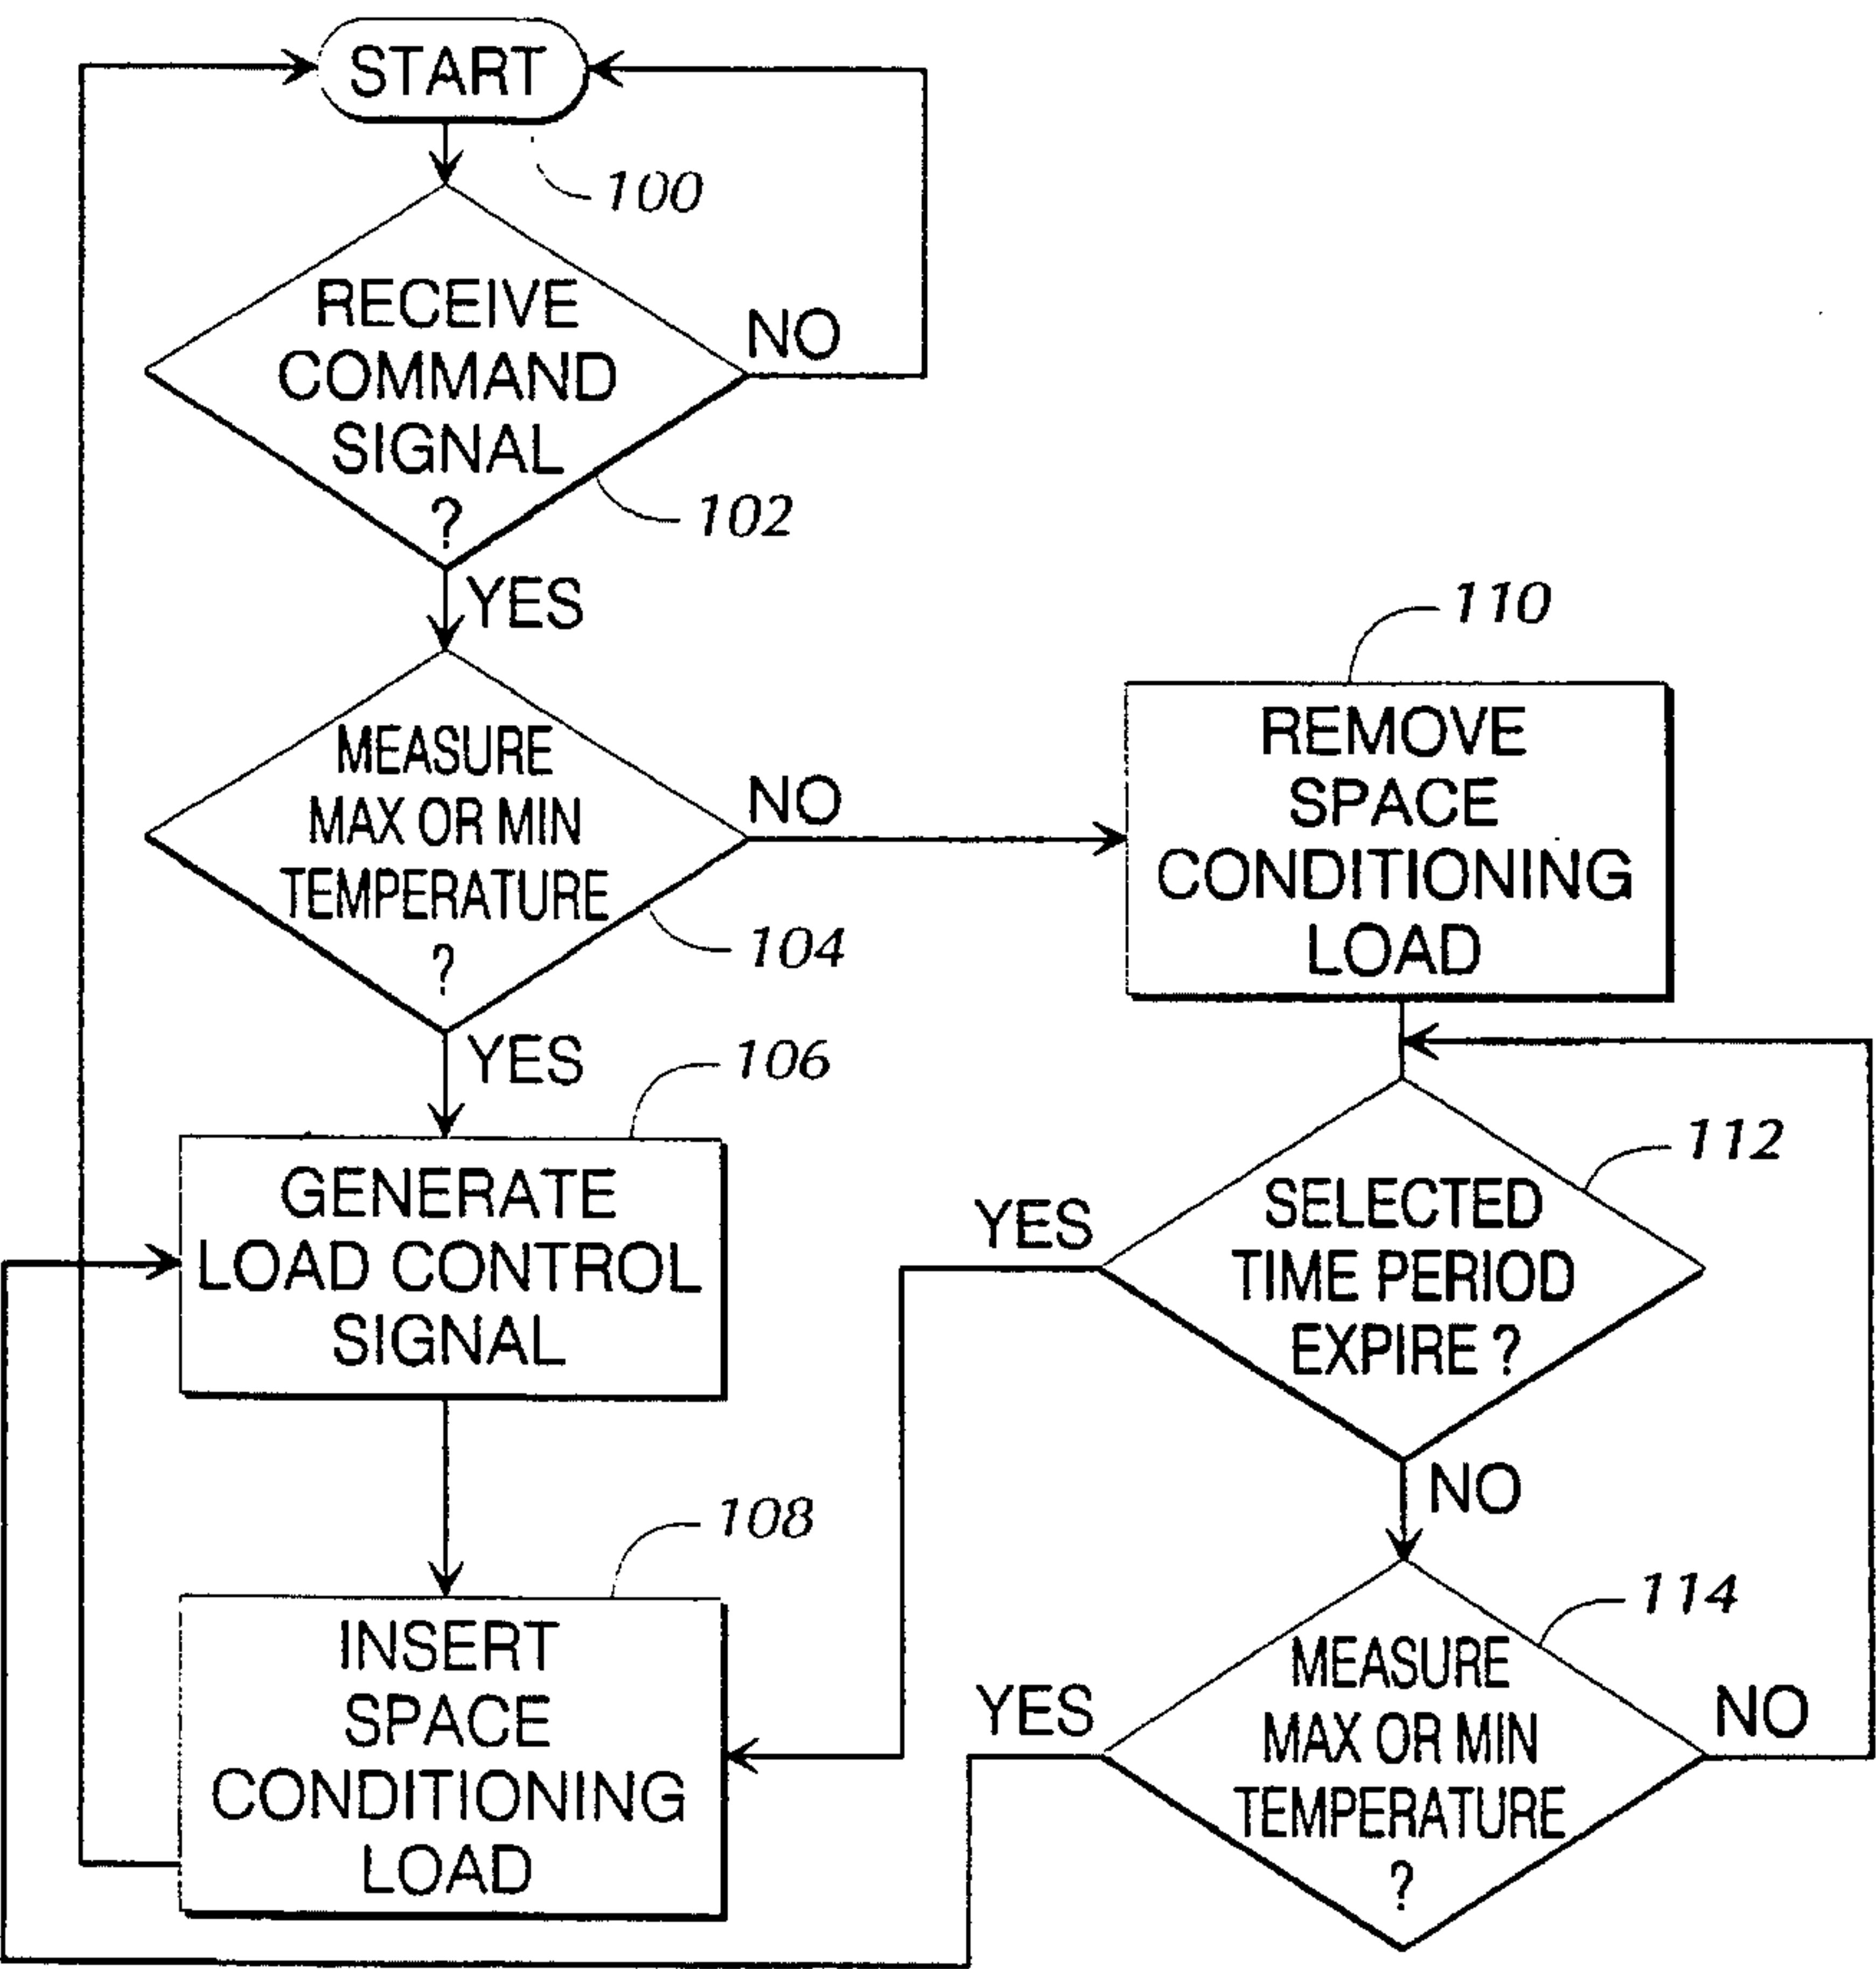 START
100
RECEIVE
COMMAND
SIGNAL
?
NO
102
YES
MEASURE
MAX OR MIN
TEMPERATURE
?
NO
104
YES
110
REMOVE
SPACE
CONDITIONING
LOAD
106
GENERATE
LOAD CONTROL
SIGNAL
112
SELECTED
TIME PERIOD
EXPIRE ?
YES
NO
108
INSERT
SPACE
CONDITIONING
LOAD
114
MEASURE
MAX OR MIN
TEMPERATURE
?
YES
NO